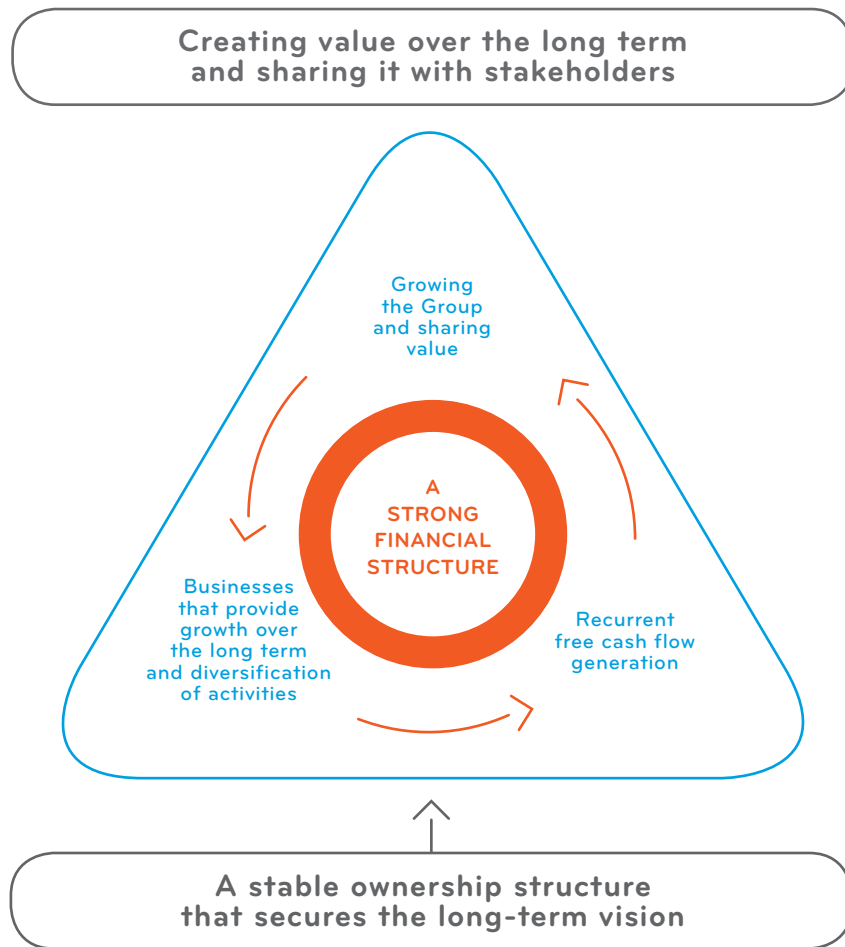 Creating value over the long term
and sharing it with stakeholders
Growing
the Group
and sharing
value
A
STRONG
FINANCIAL
STRUCTURE
Businesses
that provide
growth over
the long term
and diversification
of activities
Recurrent
free cash flow
generation
A stable ownership structure
that secures the long-term vision